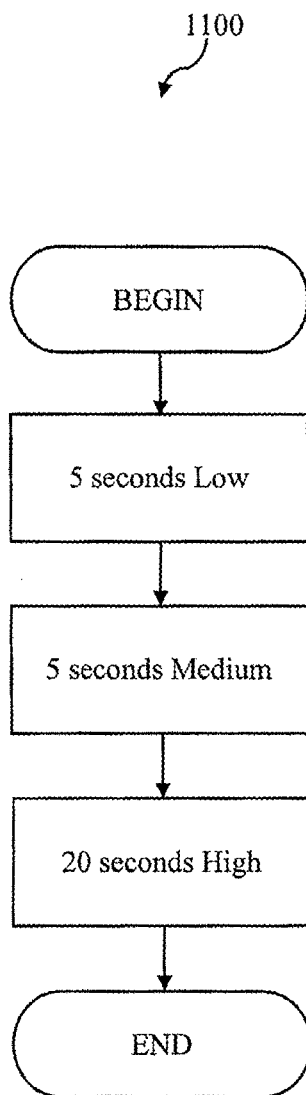 1100
BEGIN
5 seconds Low
5 seconds Medium
20 seconds High
END